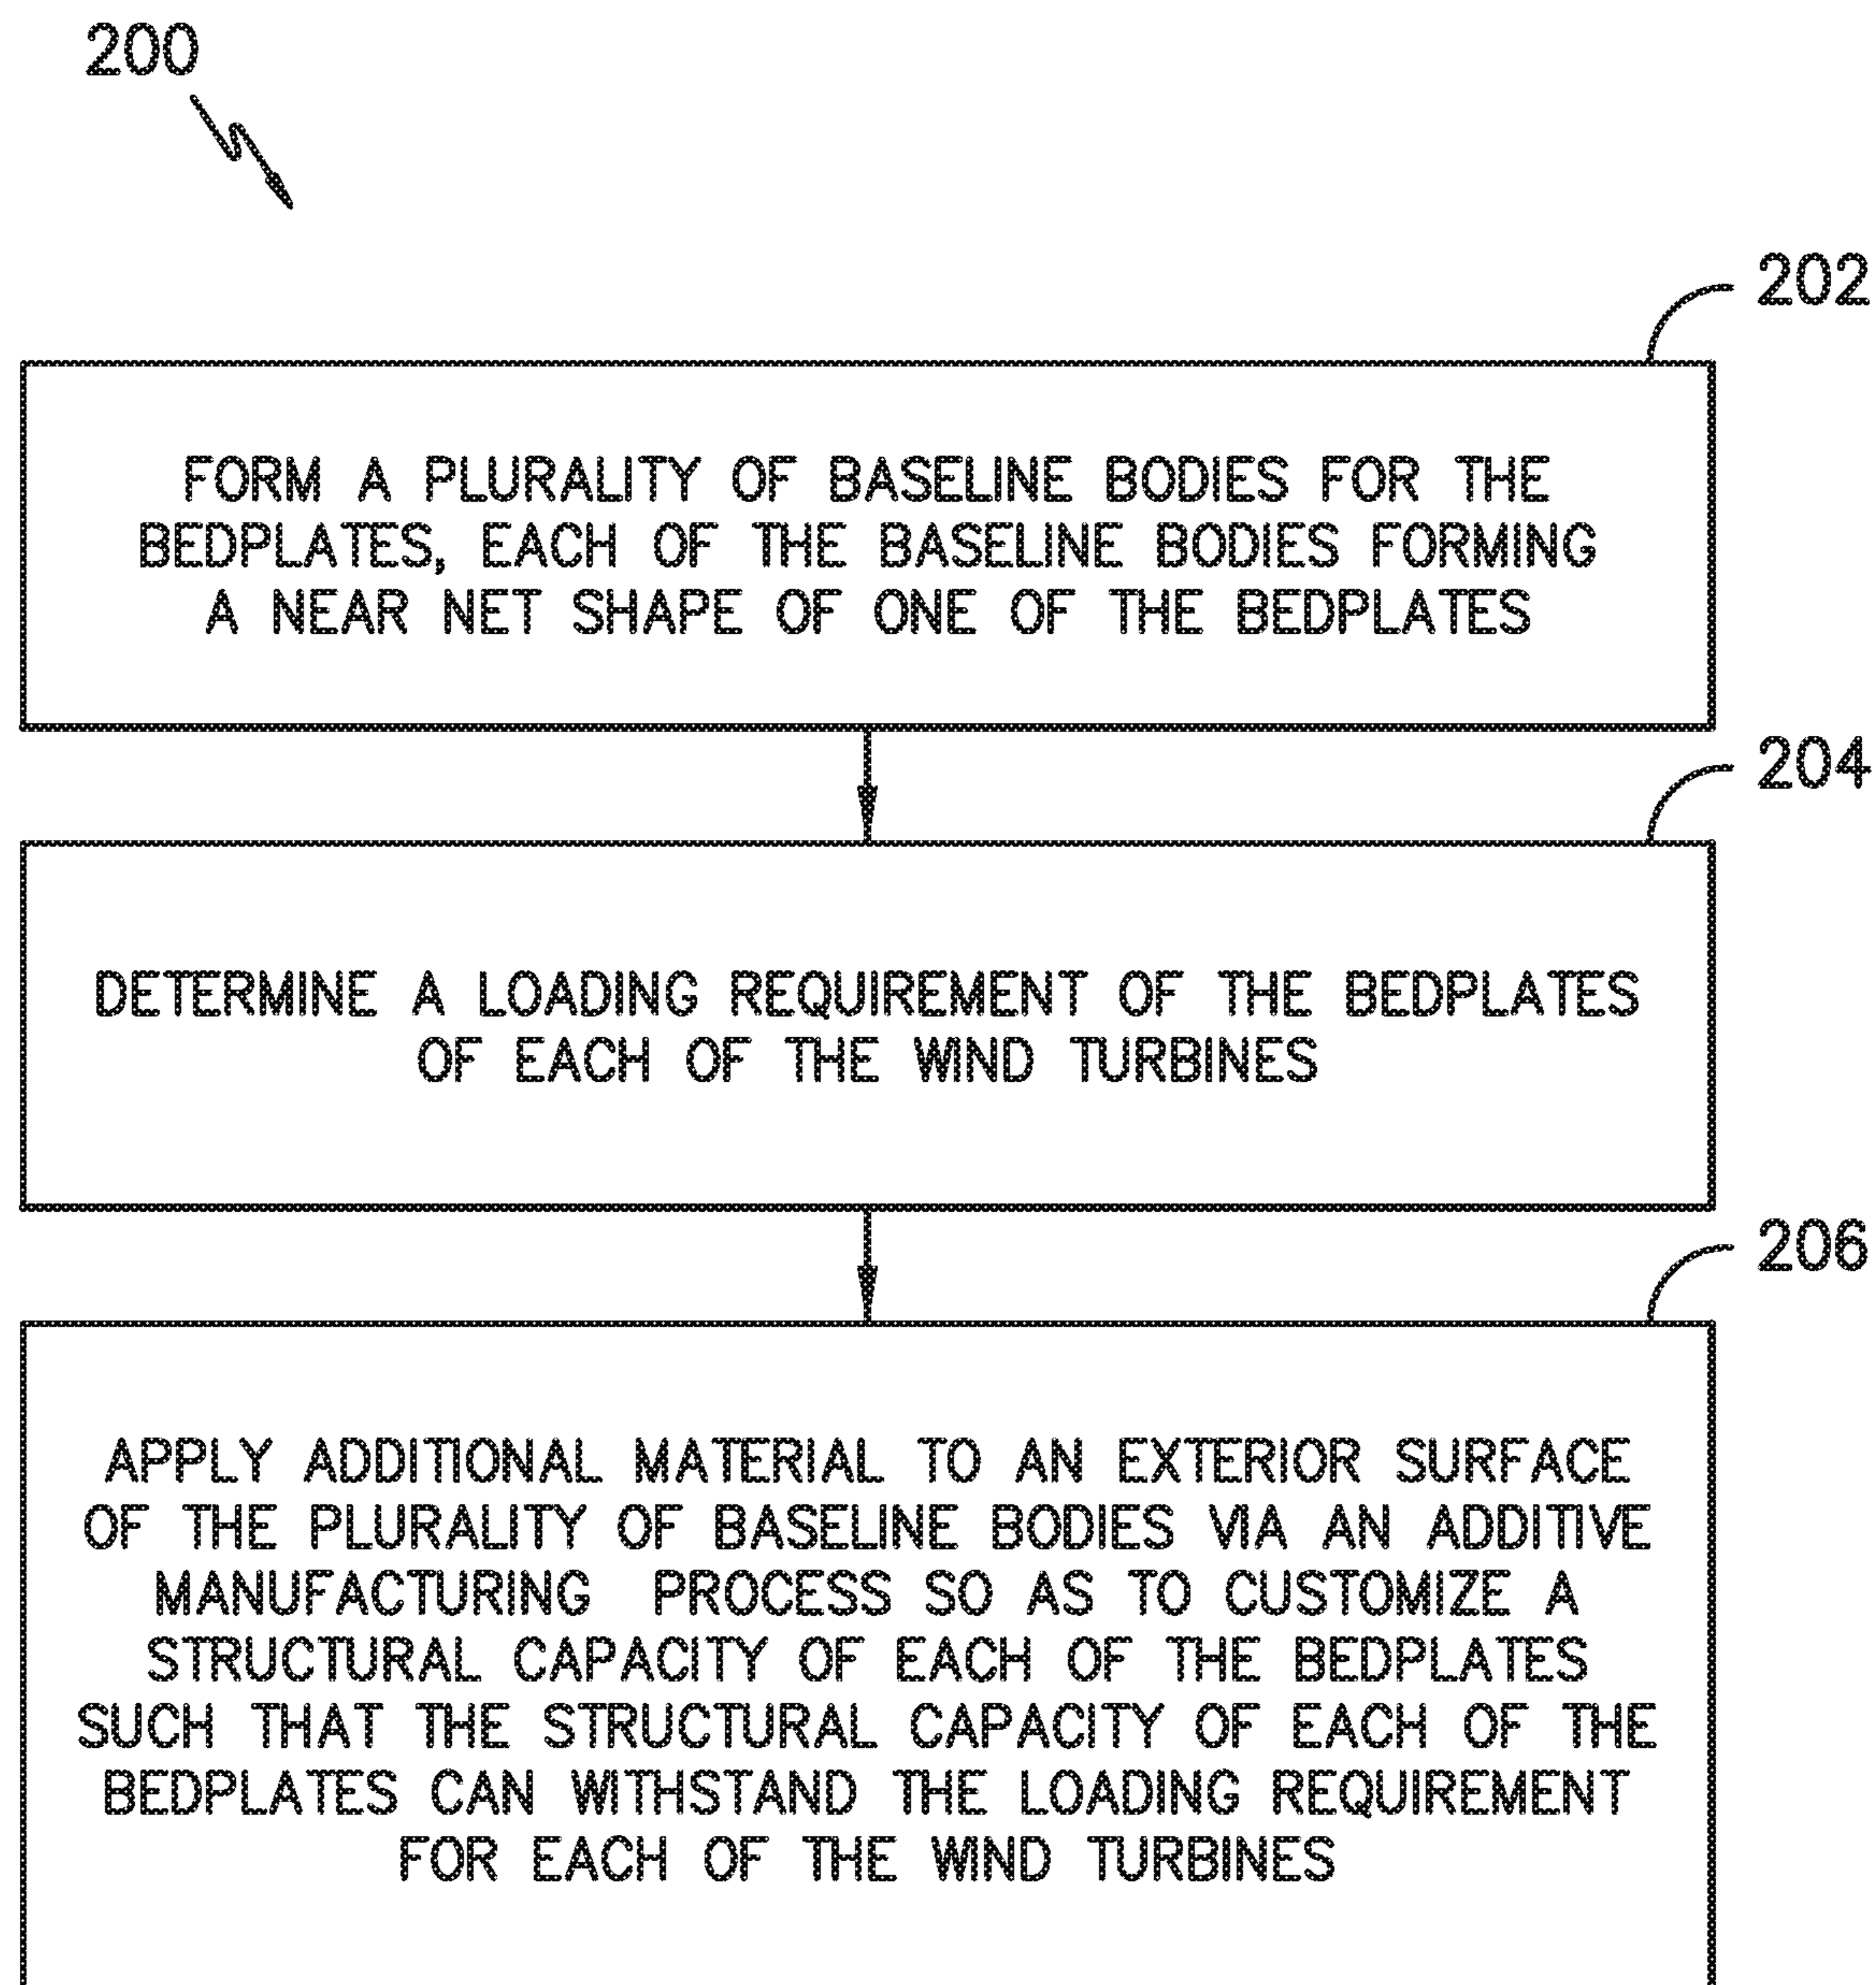 200
202
FORM A PLURALITY OF BASELINE BODIES FOR THE
BEDPLATES, EACH OF THE BASELINE BODIES FORMING
A NEAR NET SHAPE OF ONE OF THE BEDPLATES
204
DETERMINE A LOADING REQUIREMENT OF THE BEDPLATES
OF EACH OF THE WIND TURBINES
206
APPLY ADDITIONAL MATERIAL TO AN EXTERIOR SURFACE
OF THE PLURALITY OF BASELINE BODIES VIA AN ADDITIVE
MANUFACTURING PROCESS SO AS TO CUSTOMIZE A
STRUCTURAL CAPACITY OF EACH OF THE BEDPLATES
SUCH THAT THE STRUCTURAL CAPACITY OF EACH OF THE
BEDPLATES CAN WITHSTAND THE LOADING REQUIREMENT
FOR EACH OF THE WIND TURBINES